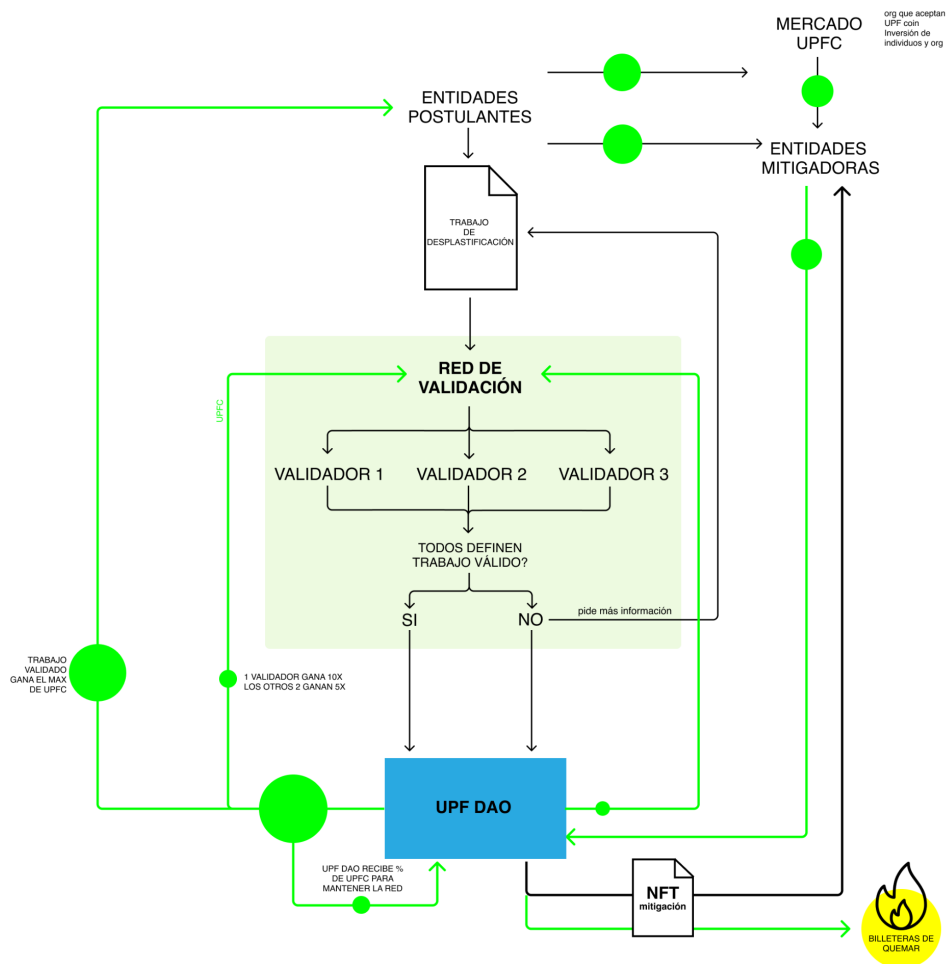 org que aceptan
UPF coin
Inversión de
individuos y org
MERCADO
UPFC
ENTIDADES
POSTULANTES
ENTIDADES
MITIGADORAS
TRABAJO
DE
DESPLASTIFICACIÓN
RED DE
VALIDACIÓN
UPFC
VALIDADOR 1
VALIDADOR 2
VALIDADOR 3
TODOS DEFINEN
TRABAJO VÁLIDO?
SI
NO
pide más información
TRABAJO
VALIDADO
GANA EL MAX
DE UPFC
1 VALIDADOR GANA 10X
LOS OTROS 2 GANAN 5X
UPF DAO
UPF DAO RECIBE %
DE UPFC PARA
MANTENER LA RED
NFT
mitigación
BILLETERAS DE
QUEMAR